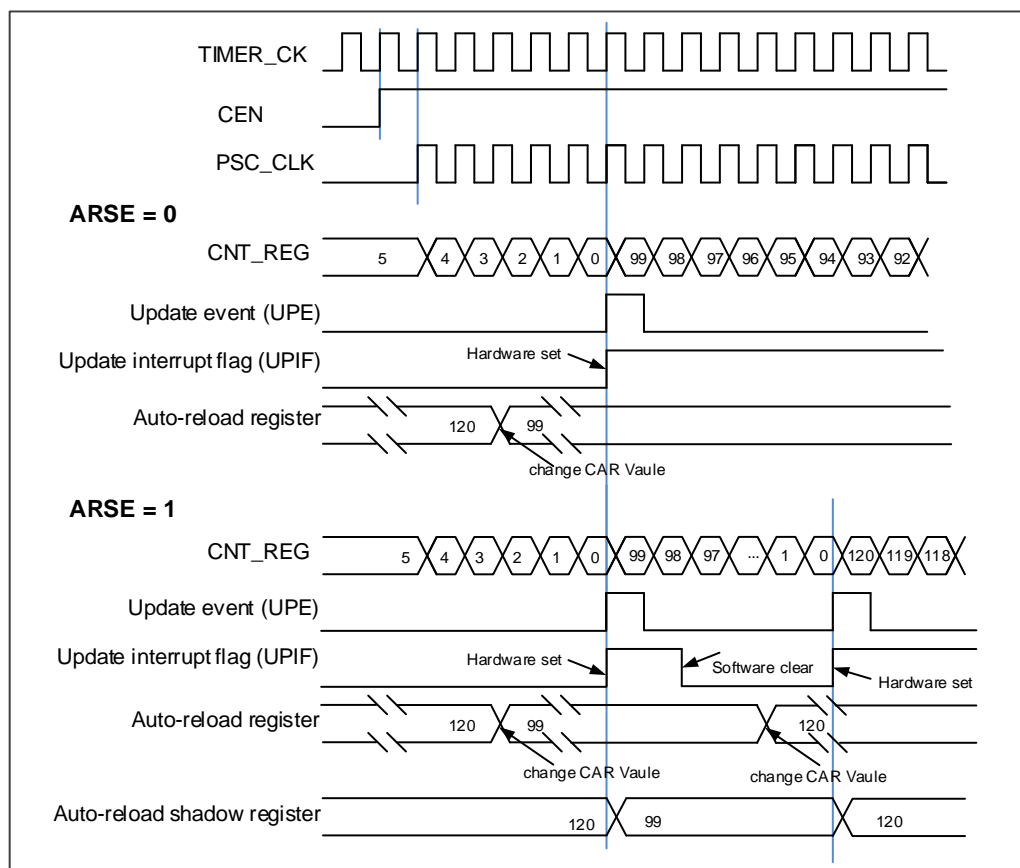 TIMER_CK
CEN
PSC_CLK
ARSE = 0
CNT_REG 5 4 3 2 1 0 99 98 97 96 95 94 93 92
Update event (UPE)
Update interrupt flag (UPIF) Hardware set
Auto-reload register 120 99
change CAR Vaule
ARSE = 1
CNT_REG 5 4 3 2 1 0 99 98 97 ... 1 0 120 119 118
Update event (UPE)
Update interrupt flag (UPIF) Hardware set Software clear Hardware set
Auto-reload register 120 99 120
change CAR Vaule change CAR Vaule
Auto-reload shadow register 120 99 120